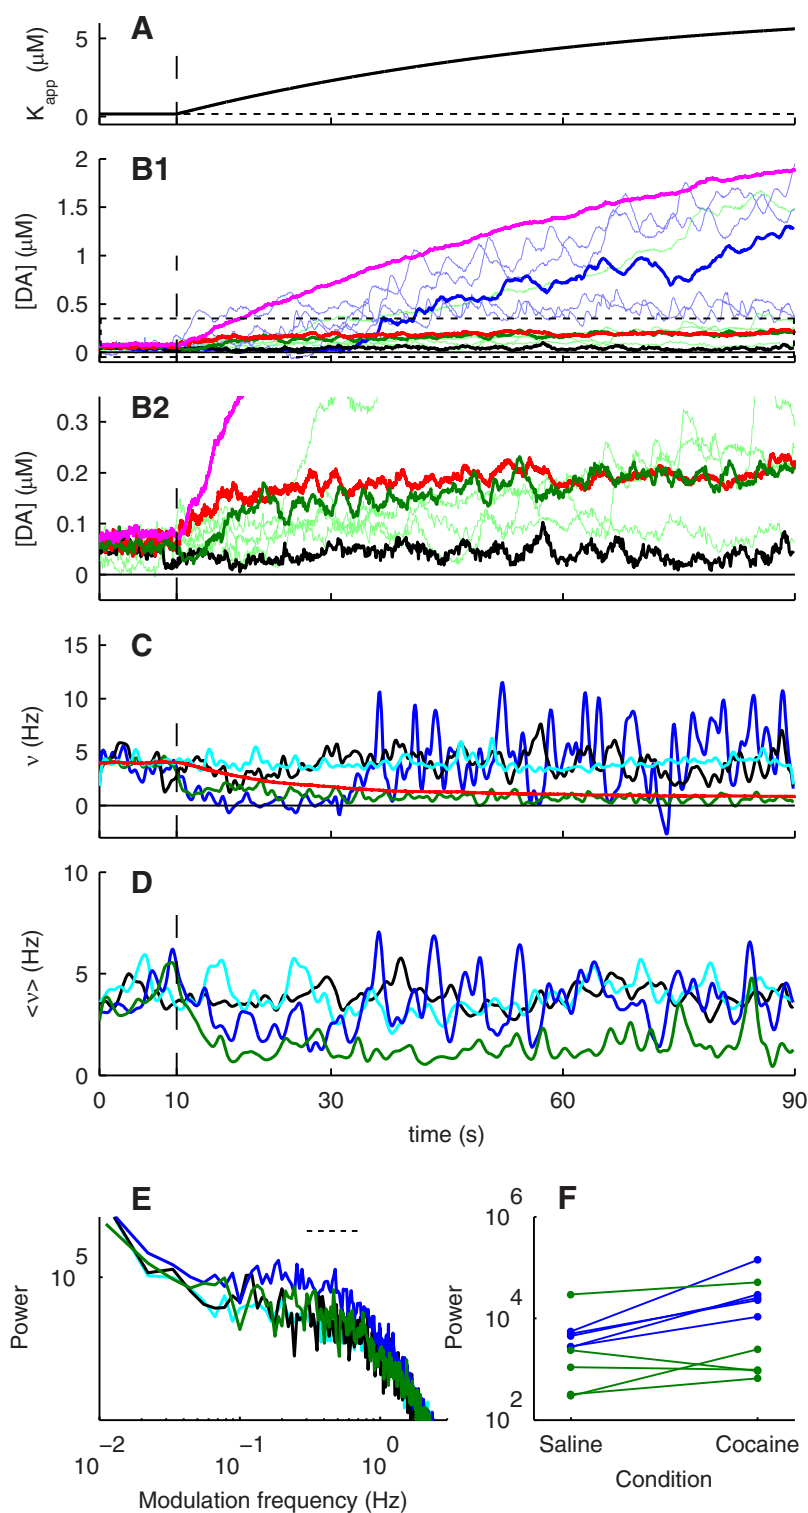 A
K_app (μM)
5
0
B1
[DA] (μM)
2
1.5
1
0.5
0
B2
[DA] (μM)
0.3
0.2
0.1
0
C
ν (Hz)
15
10
5
0
D
<ν> (Hz)
10
5
0
0 10 30 60 90
time (s)
E
Power
10^5
10^−2 10^−1 10^0
Modulation frequency (Hz)
F
Power
10^6
10^4
10^2
Saline Cocaine
Condition